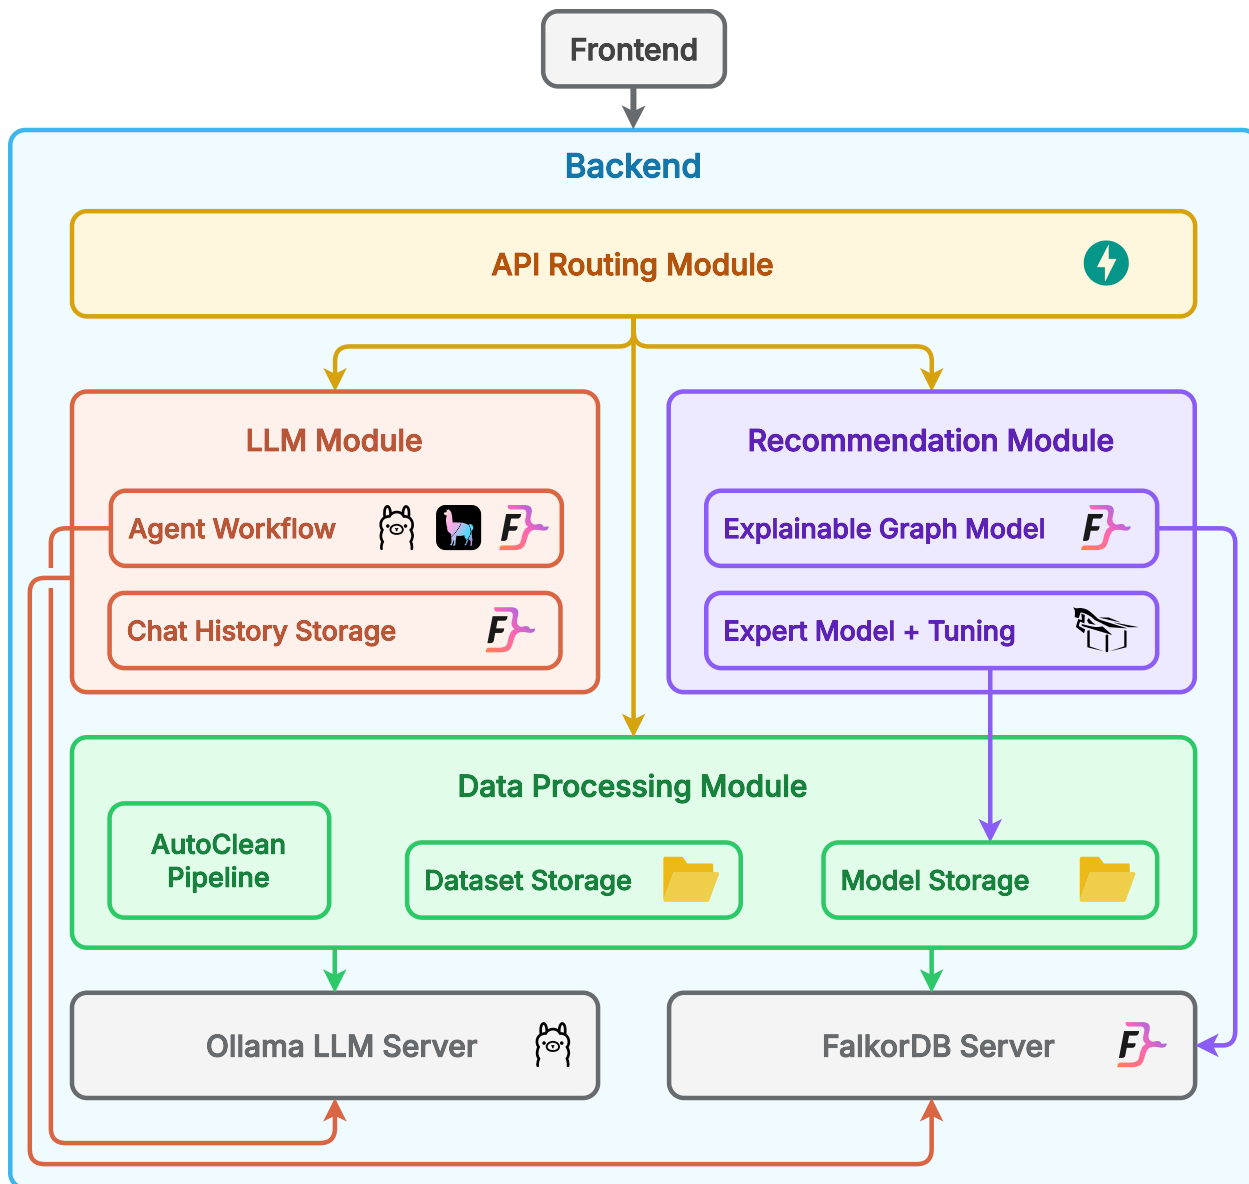 Frontend
Backend
API Routing Module
LLM Module
Agent Workflow
F
Chat History Storage
F
Recommendation Module
Explainable Graph Model
F
Expert Model + Tuning
Data Processing Module
AutoClean
Pipeline
Dataset Storage
Model Storage
Ollama LLM Server
FalkorDB Server
F